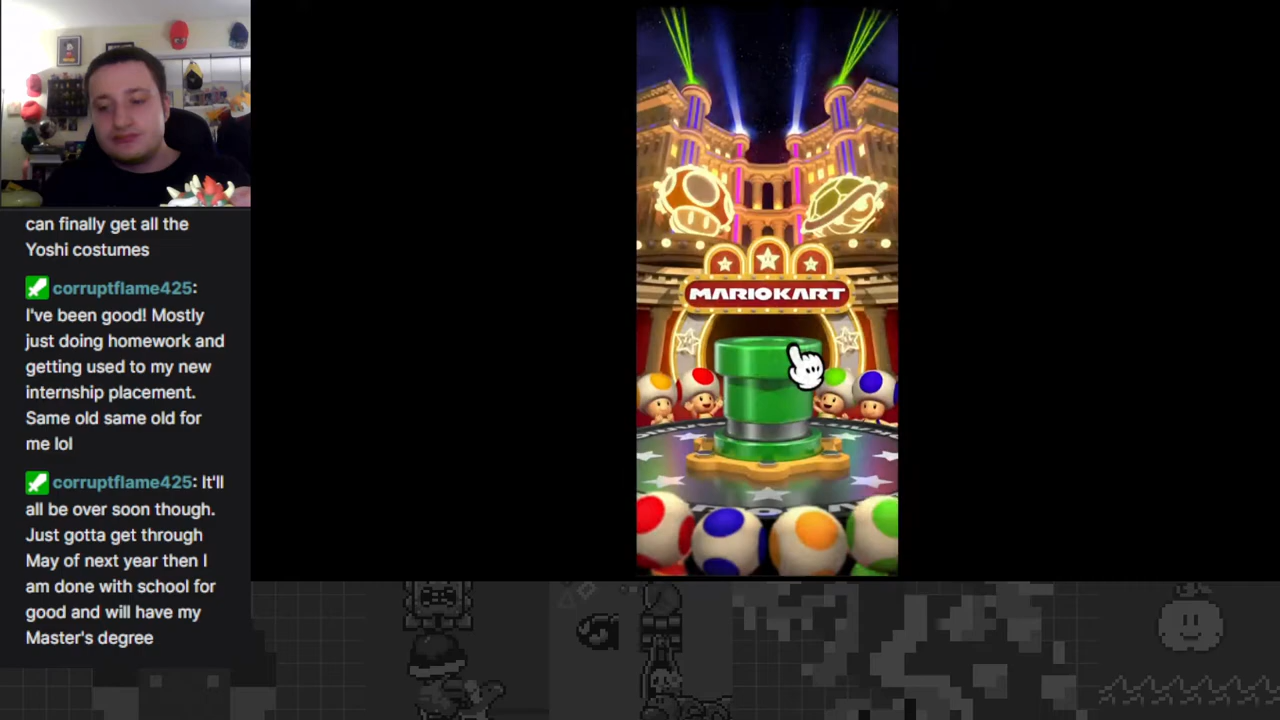 can finally get all the
Yoshi costumes
corruptflame425:
I've been good! Mostly
just doing homework and
getting used to my new
internship placement.
Same old same old for
me lol
corruptflame425: It'll
all be over soon though.
Just gotta get through
May of next year then I
am done with school for
good and will have my
Master's degree
MARIOKART